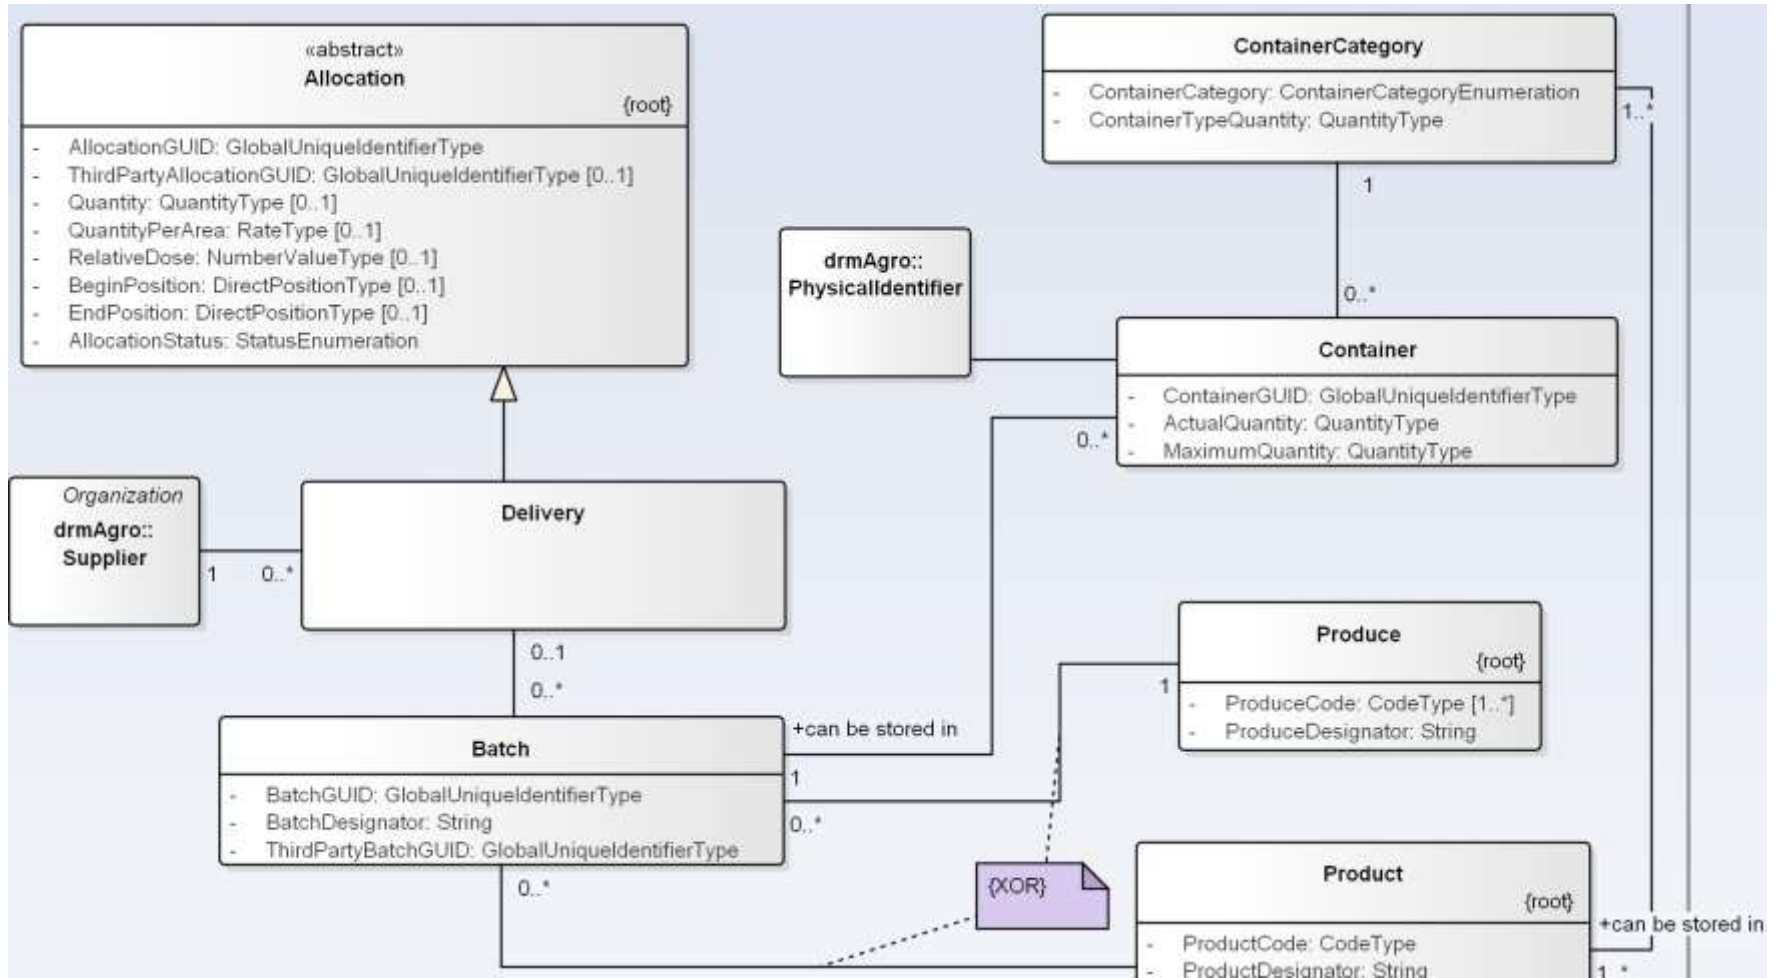 «abstract»
Allocation
{root}
- AllocationGUID: GlobalUniqueIdentifierType
- ThirdPartyAllocationGUID: GlobalUniqueIdentifierType [0..1]
- Quantity: QuantityType [0..1]
- QuantityPerArea: RateType [0..1]
- RelativeDose: NumberValueType [0..1]
- BeginPosition: DirectPositionType [0..1]
- EndPosition: DirectPositionType [0..1]
- AllocationStatus: StatusEnumeration
ContainerCategory
- ContainerCategory: ContainerCategoryEnumeration
- ContainerTypeQuantity: QuantityType
1..*
1
0..*
drmAgro::
PhysicalIdentifier
Container
- ContainerGUID: GlobalUniqueIdentifierType
- ActualQuantity: QuantityType
- MaximumQuantity: QuantityType
0..*
Organization
drmAgro::
Supplier
1
0..*
Delivery
0..1
0..*
Batch
- BatchGUID: GlobalUniqueIdentifierType
- BatchDesignator: String
- ThirdPartyBatchGUID: GlobalUniqueIdentifierType
+can be stored in
1
0..*
0..*
Produce
{root}
- ProduceCode: CodeType [1..*]
- ProduceDesignator: String
1
{XOR}
Product
{root}
- ProductCode: CodeType
- ProductDesignator: String
+can be stored in
1..*